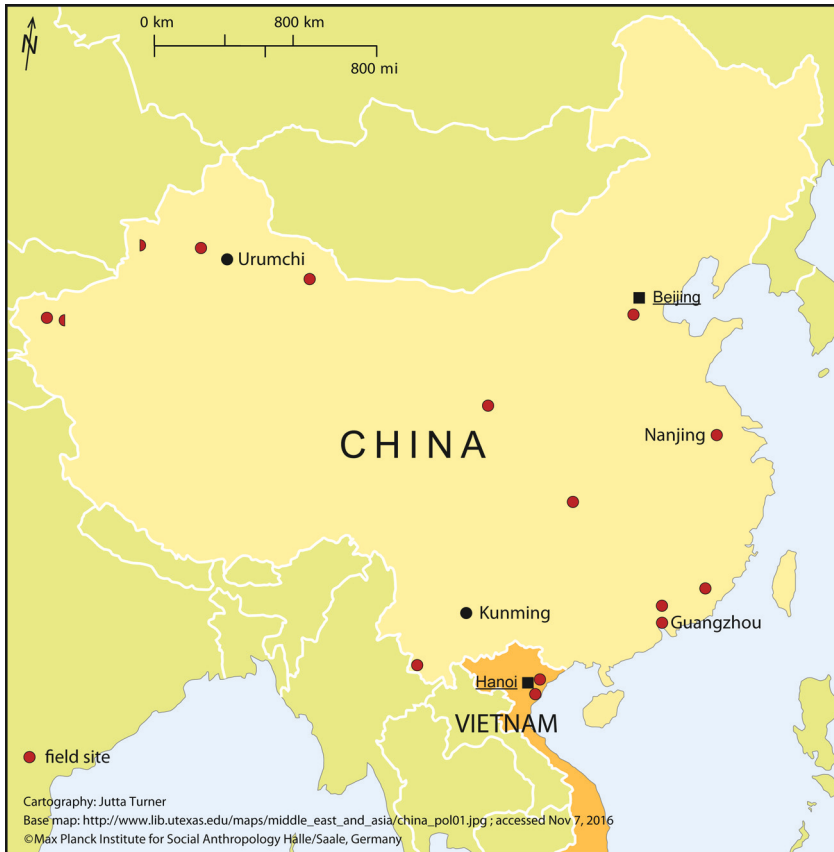 N
0 km 800 km
800 mi
Urumchi
Beijing
CHINA
Nanjing
Kunming
Guangzhou
Hanoi
VIETNAM
field site
Cartography: Jutta Turner
Base map: http://www.lib.utexas.edu/maps/middle_east_and_asia/china_pol01.jpg ; accessed Nov 7, 2016
©Max Planck Institute for Social Anthropology Halle/Saale, Germany